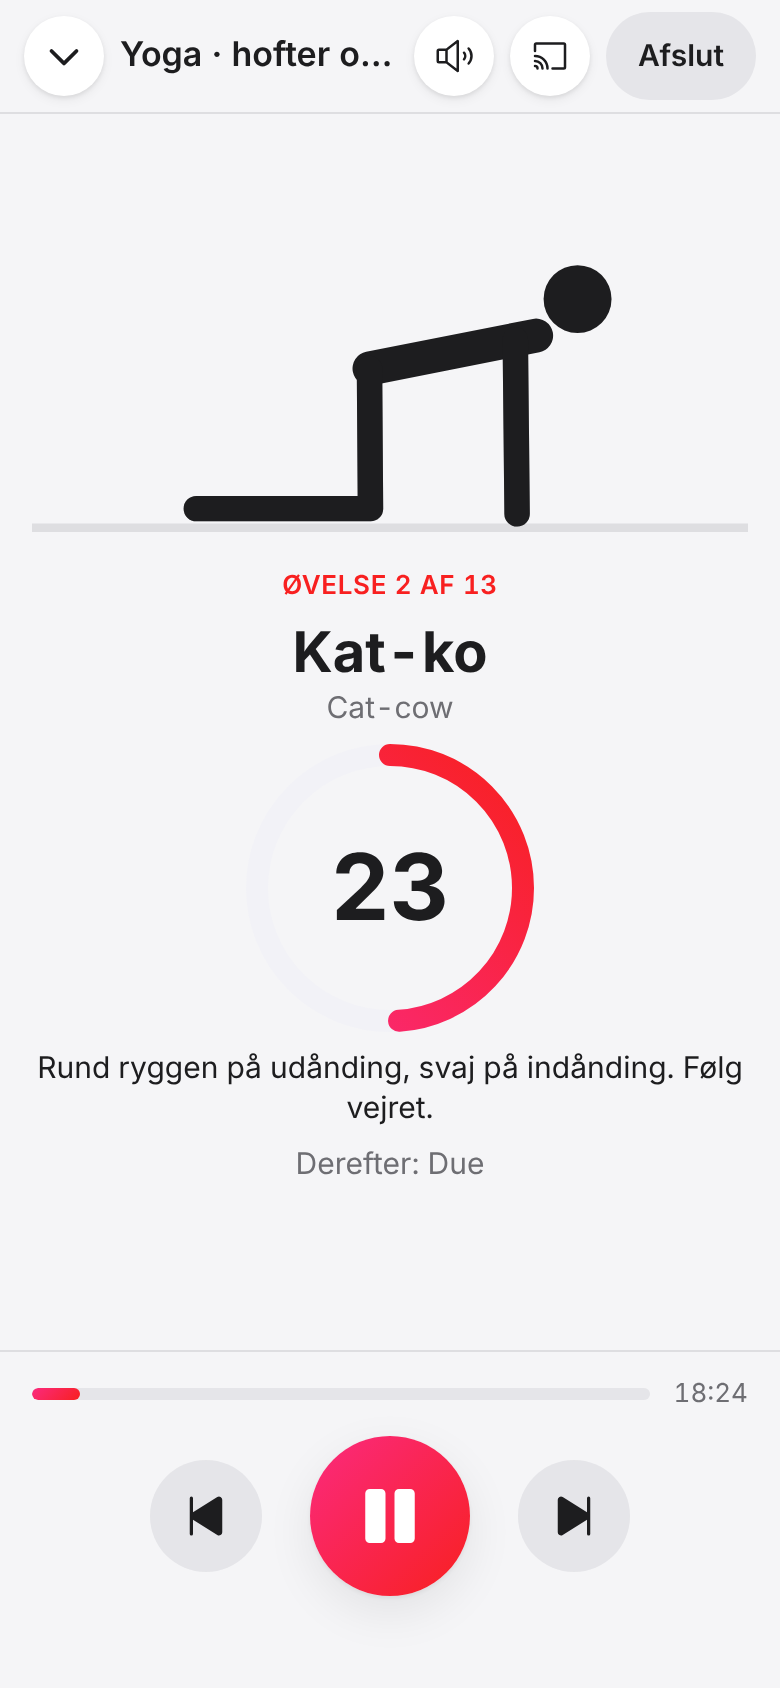 Yoga · hofter o...
Afslut
ØVELSE 2 AF 13
Kat-ko
Cat-cow
23
Rund ryggen på udånding, svaj på indånding. Følg
vejret.
Derefter: Due
18:24